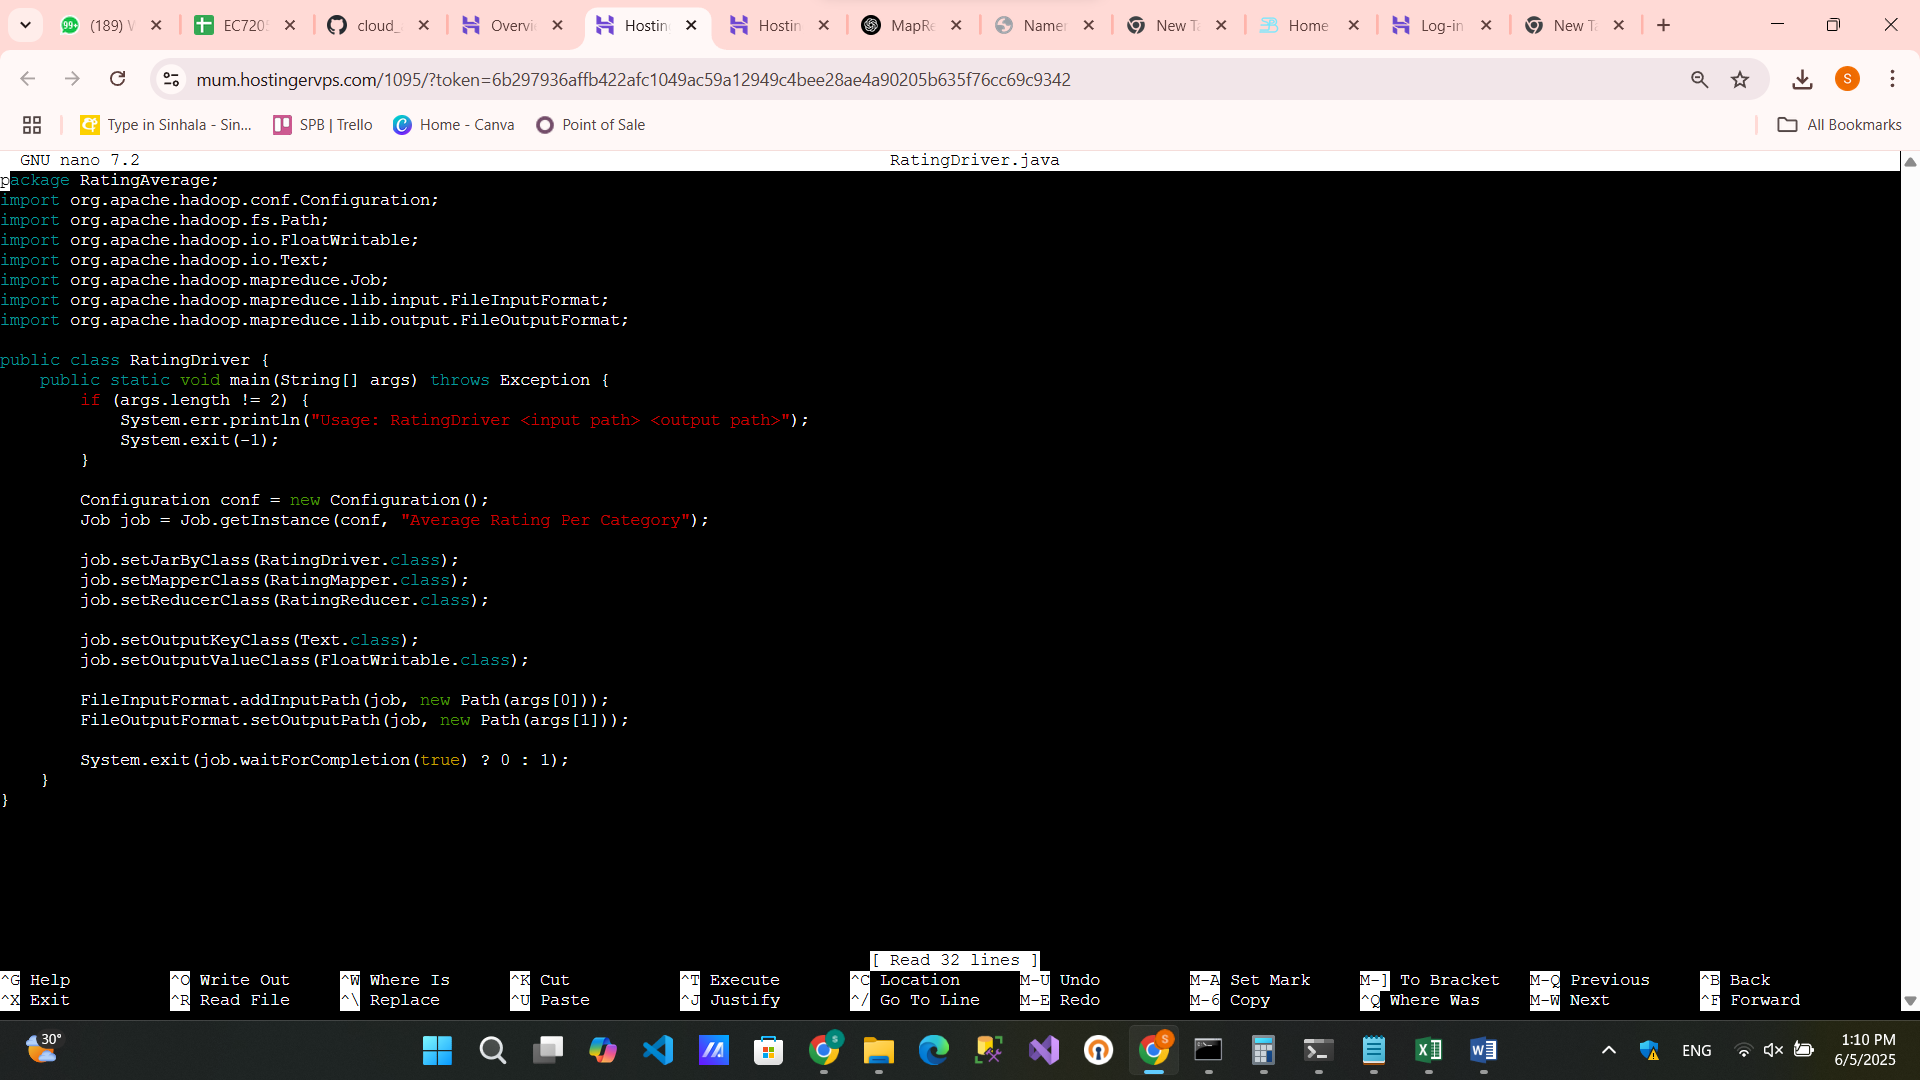 (189) W
EC7205
cloud_
Overvi
Hostin
Hostin
MapRe
Namen
New Ta
Home
Log-in
New Ta
mum.hostingervps.com/1095/?token=6b297936affb422afc1049ac59a12949c4bee28ae4a90205b635f76cc69c9342
S
Type in Sinhala - Sin...
SPB | Trello
Home - Canva
Point of Sale
All Bookmarks
GNU nano 7.2 RatingDriver.java
package RatingAverage;
import org.apache.hadoop.conf.Configuration;
import org.apache.hadoop.fs.Path;
import org.apache.hadoop.io.FloatWritable;
import org.apache.hadoop.io.Text;
import org.apache.hadoop.mapreduce.Job;
import org.apache.hadoop.mapreduce.lib.input.FileInputFormat;
import org.apache.hadoop.mapreduce.lib.output.FileOutputFormat;
public class RatingDriver {
public static void main(String[] args) throws Exception {
if (args.length != 2) {
System.err.println("Usage: RatingDriver <input path> <output path>");
System.exit(-1);
}
Configuration conf = new Configuration();
Job job = Job.getInstance(conf, "Average Rating Per Category");
job.setJarByClass(RatingDriver.class);
job.setMapperClass(RatingMapper.class);
job.setReducerClass(RatingReducer.class);
job.setOutputKeyClass(Text.class);
job.setOutputValueClass(FloatWritable.class);
FileInputFormat.addInputPath(job, new Path(args[0]));
FileOutputFormat.setOutputPath(job, new Path(args[1]));
System.exit(job.waitForCompletion(true) ? 0 : 1);
}
}
[ Read 32 lines ]
^G Help ^O Write Out ^W Where Is ^K Cut ^T Execute ^C Location M-U Undo M-A Set Mark M-] To Bracket M-Q Previous ^B Back
^X Exit ^R Read File ^\ Replace ^U Paste ^J Justify ^/ Go To Line M-E Redo M-6 Copy ^Q Where Was M-W Next ^F Forward
30°
ENG
1:10 PM
6/5/2025